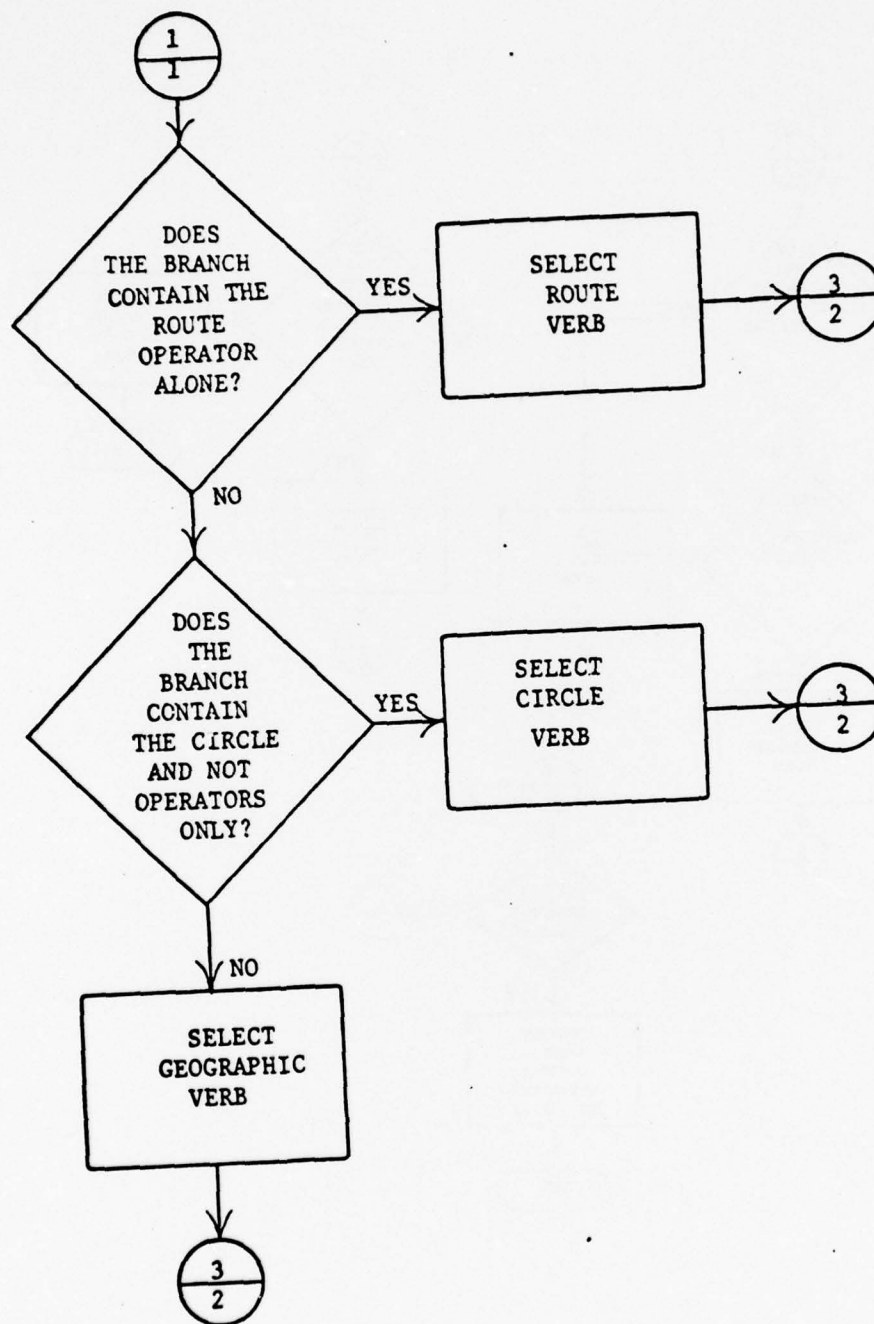 1
1
DOES
THE BRANCH
CONTAIN THE
ROUTE
OPERATOR
ALONE?
YES
SELECT
ROUTE
VERB
3
2
NO
DOES
THE
BRANCH
CONTAIN
THE CIRCLE
AND NOT
OPERATORS
ONLY?
YES
SELECT
CIRCLE
VERB
3
2
NO
SELECT
GEOGRAPHIC
VERB
3
2